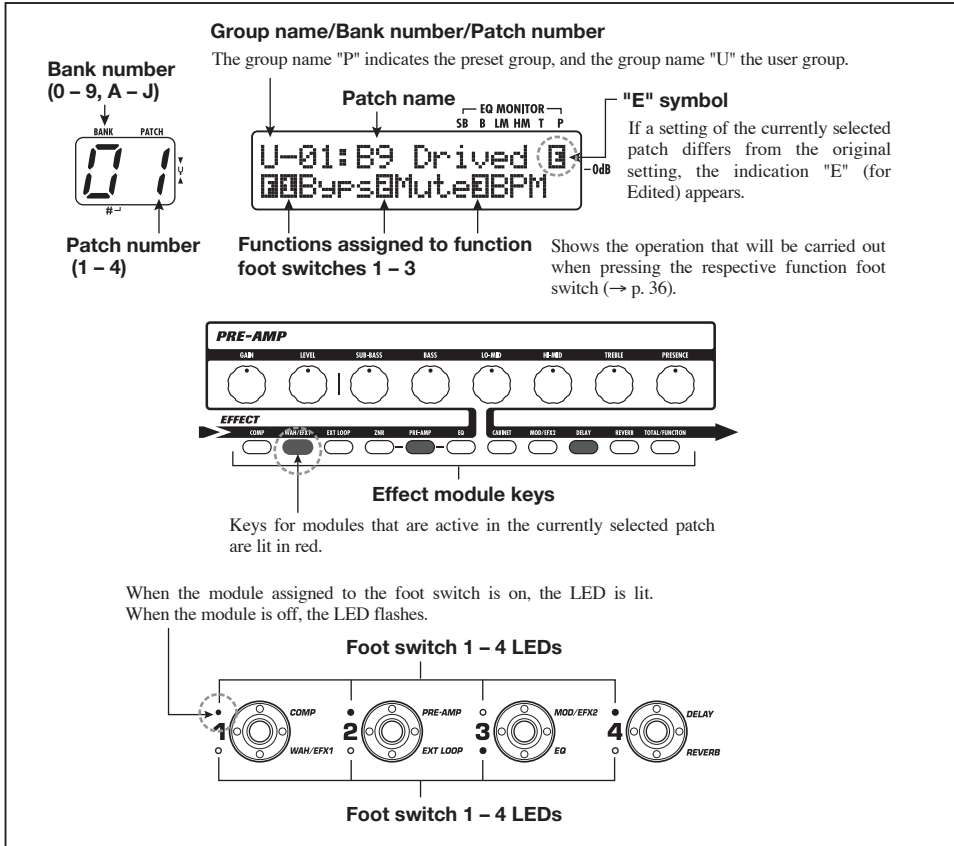 Group name/Bank number/Patch number
The group name "P" indicates the preset group, and the group name "U" the user group.
Bank number
(0 – 9, A – J)
BANK PATCH
01
#
Patch number
(1 – 4)
Patch name
EQ MONITOR
SB B LM HM T P
U-01:B9 Drived E
F1Byps2Mute3BPM
0dB
"E" symbol
If a setting of the currently selected
patch differs from the original
setting, the indication "E" (for
Edited) appears.
Functions assigned to function
foot switches 1 – 3
Shows the operation that will be carried out
when pressing the respective function foot
switch (→ p. 36).
PRE-AMP
GAIN LEVEL SUB-BASS BASS LO-MID HI-MID TREBLE PRESENCE
EFFECT
COMP WAH/EFX1 EXT LOOP ZNR PRE-AMP EQ CABINET MOD/EFX2 DELAY REVERB TOTAL/FUNCTION
Effect module keys
Keys for modules that are active in the currently selected patch
are lit in red.
When the module assigned to the foot switch is on, the LED is lit.
When the module is off, the LED flashes.
Foot switch 1 – 4 LEDs
1 COMP WAH/EFX1
2 PRE-AMP EXT LOOP
3 MOD/EFX2 EQ
4 DELAY REVERB
Foot switch 1 – 4 LEDs